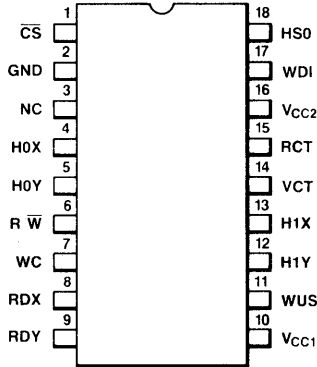 1 18
C̅S̅ HS0
2 17
GND WDI
3 16
NC VCC2
4 15
H0X RCT
5 14
H0Y VCT
6 13
R W̅ H1X
7 12
WC H1Y
8 11
RDX WUS
9 10
RDY VCC1